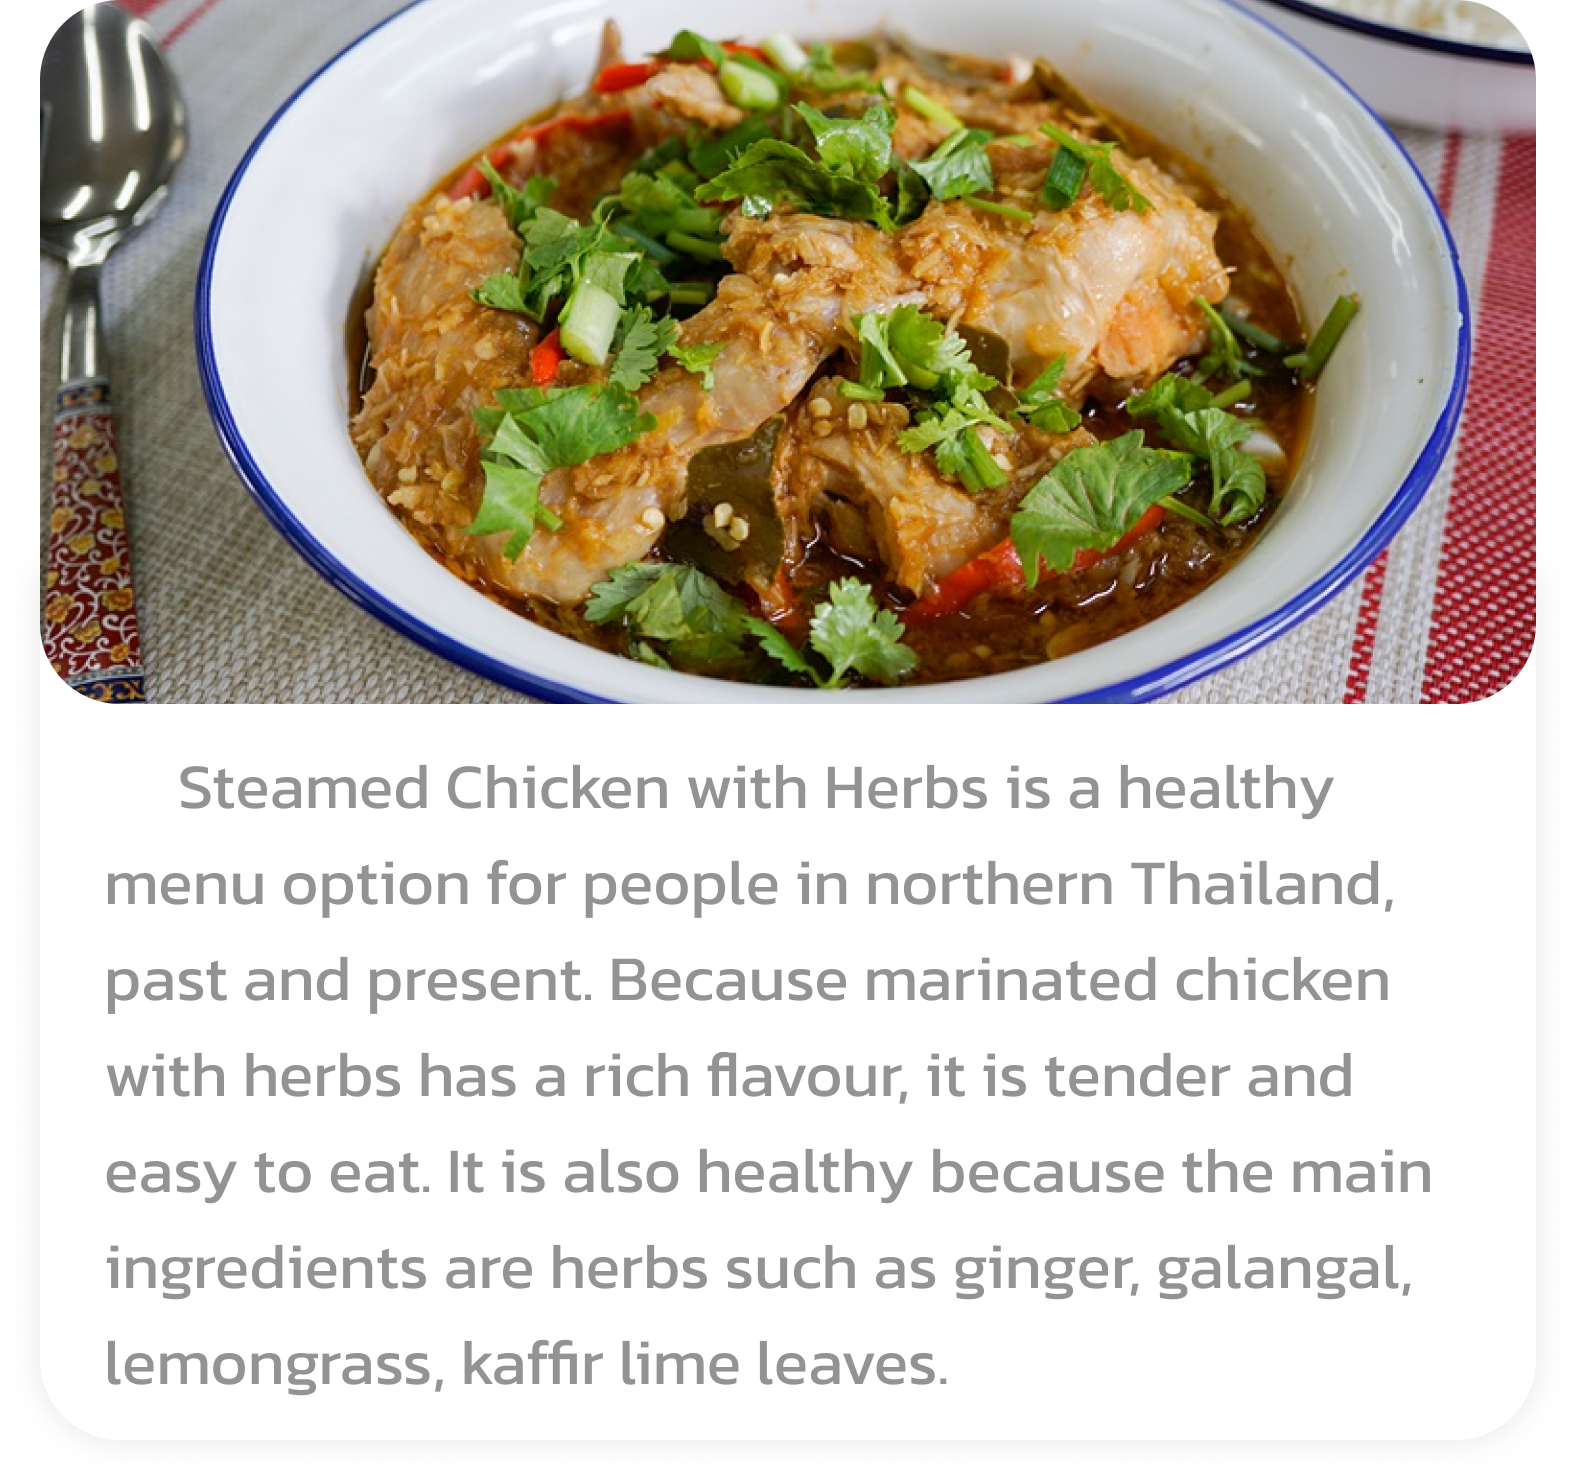 Steamed Chicken with Herbs is a healthy
menu option for people in northern Thailand,
past and present. Because marinated chicken
with herbs has a rich flavour, it is tender and
easy to eat. It is also healthy because the main
ingredients are herbs such as ginger, galangal,
lemongrass, kaffir lime leaves.